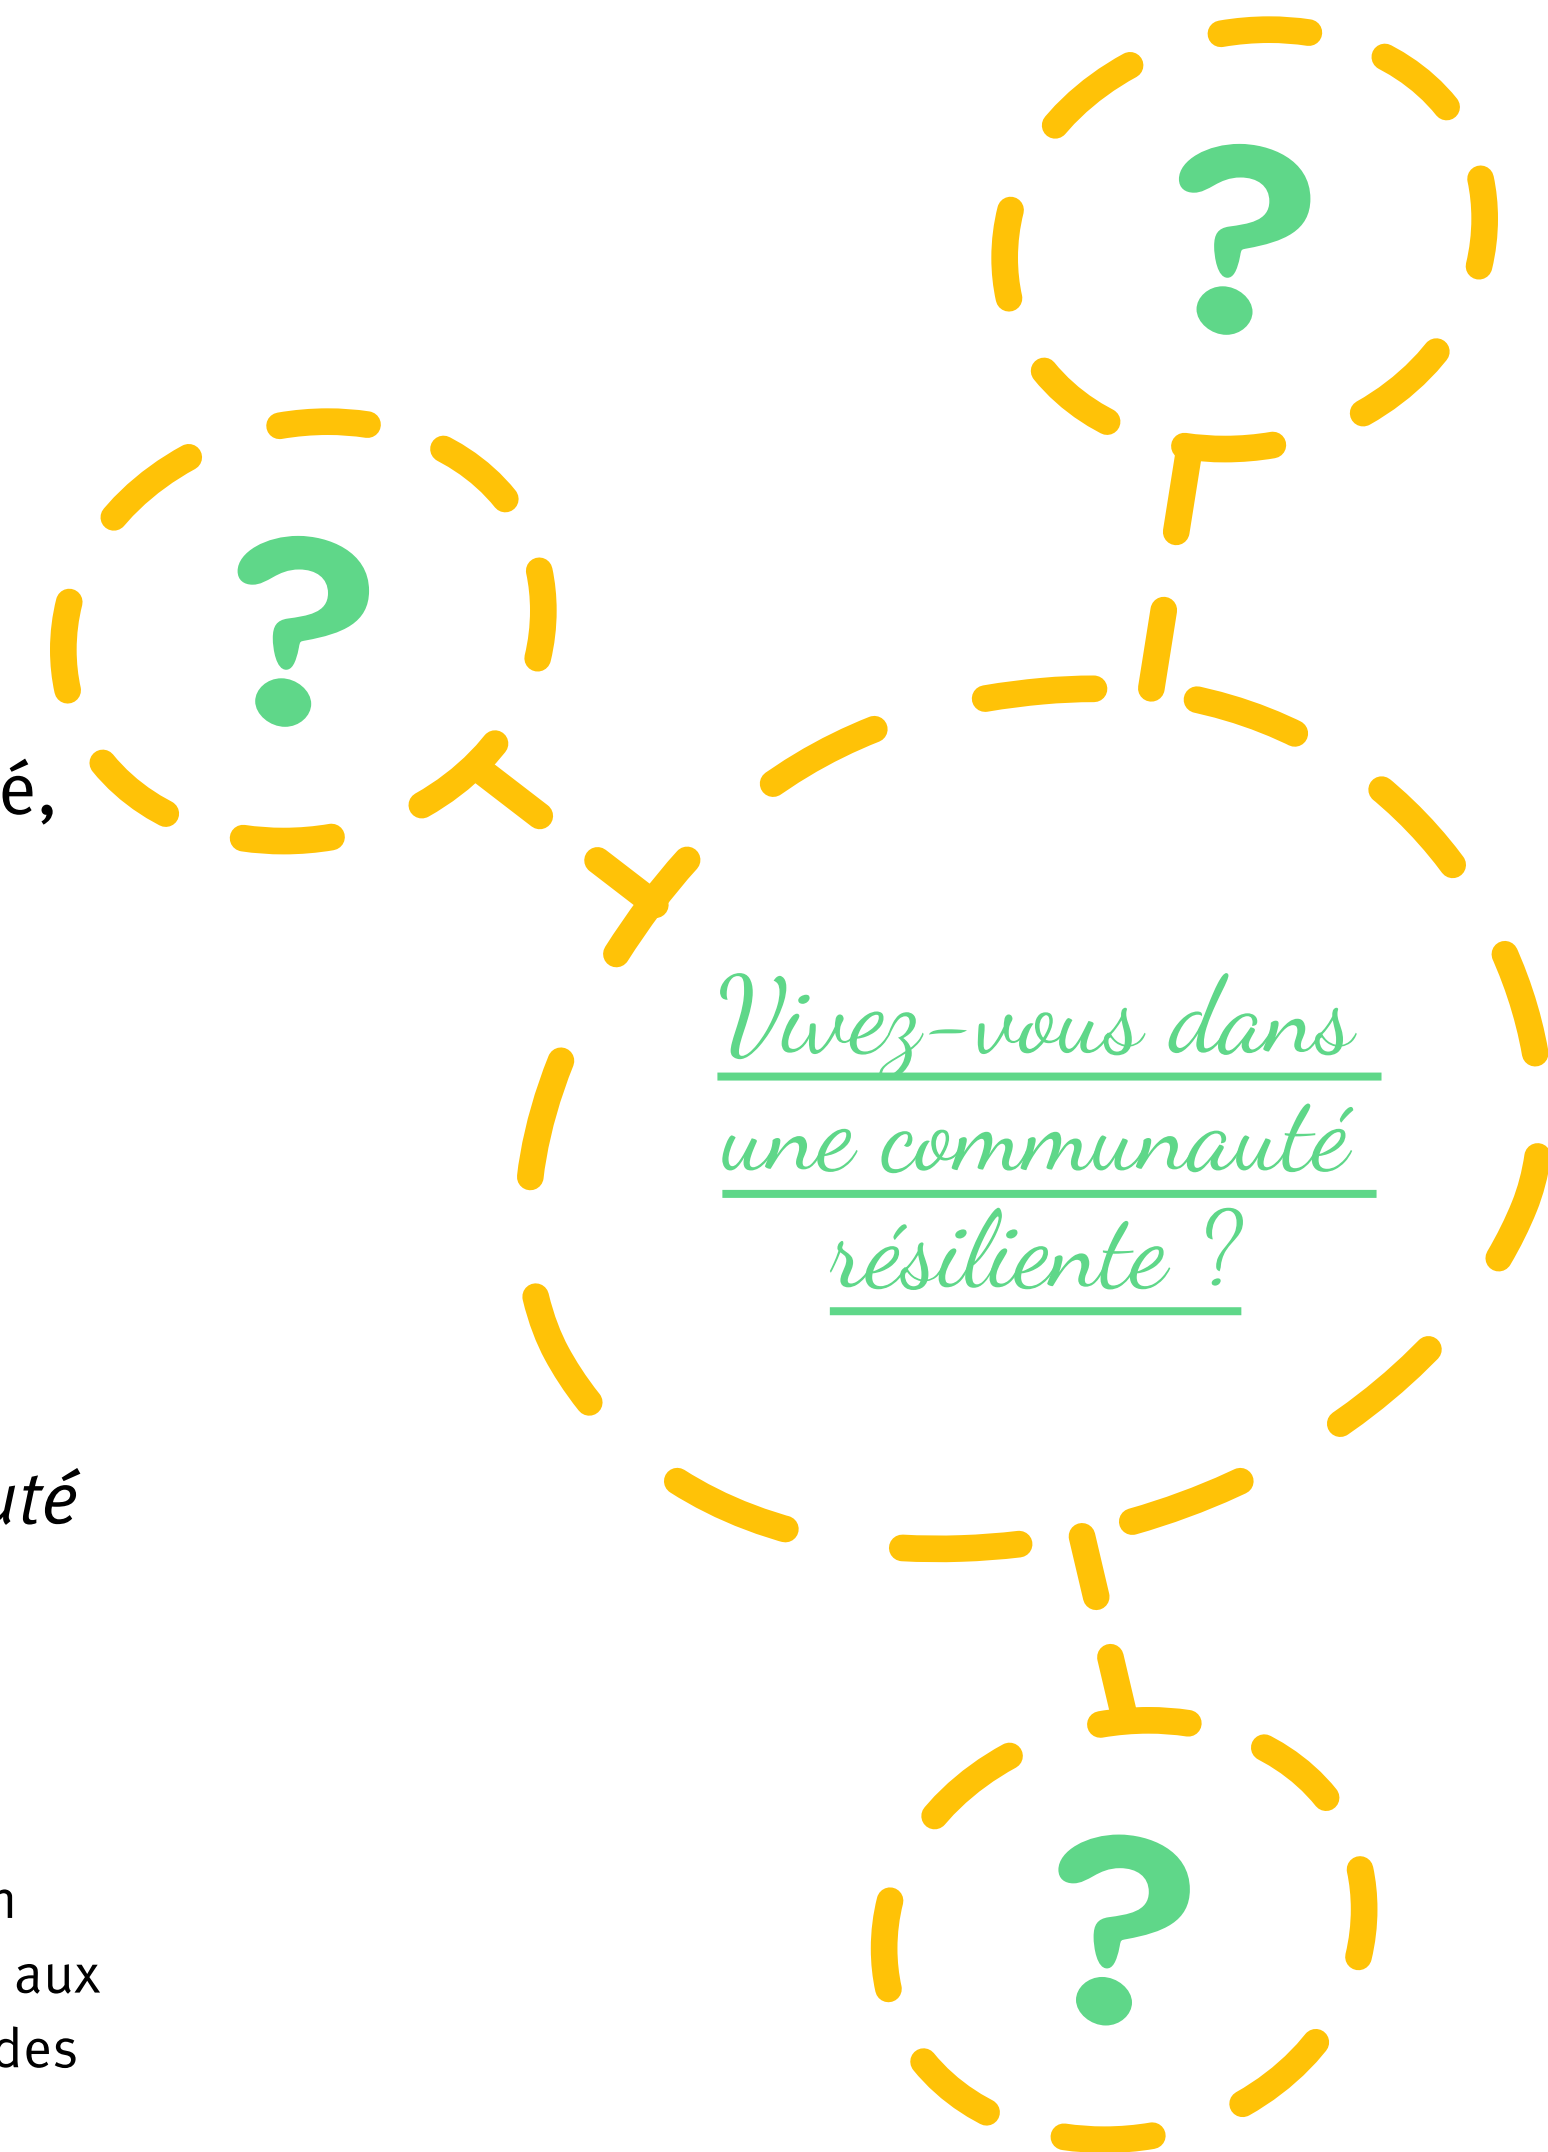 ?
?
é,
Vivez-vous dans
une communauté
résiliente ?
uté
n
aux
des
?